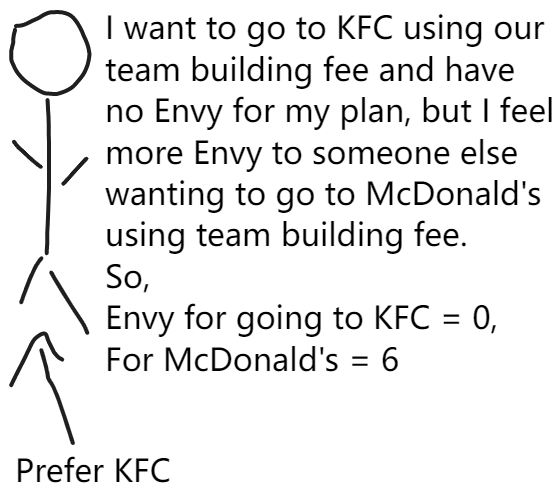 I want to go to KFC using our
team building fee and have
no Envy for my plan, but I feel
more Envy to someone else
wanting to go to McDonald's
using team building fee.
So,
Envy for going to KFC = 0,
For McDonald's = 6
Prefer KFC